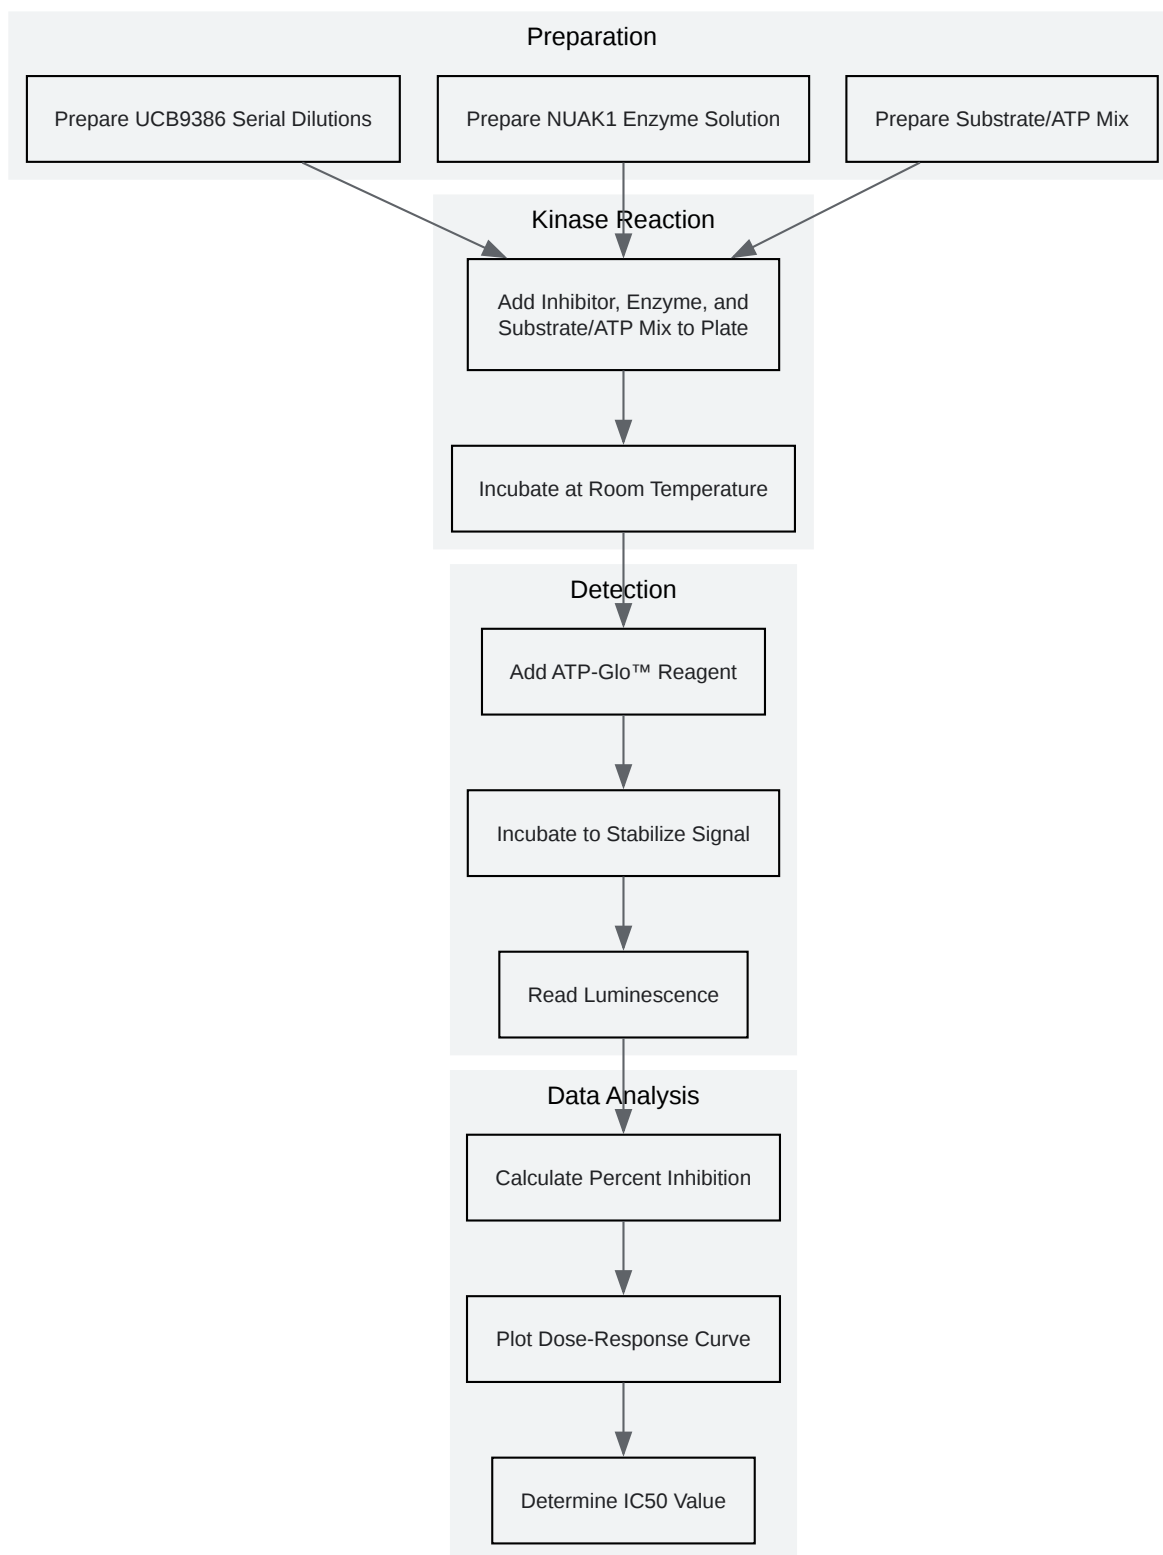 Preparation
Prepare UCB9386 Serial Dilutions
Prepare NUAK1 Enzyme Solution
Prepare Substrate/ATP Mix
Kinase Reaction
Add Inhibitor, Enzyme, and
Substrate/ATP Mix to Plate
Incubate at Room Temperature
Detection
Add ATP-Glo™ Reagent
Incubate to Stabilize Signal
Read Luminescence
Data Analysis
Calculate Percent Inhibition
Plot Dose-Response Curve
Determine IC50 Value